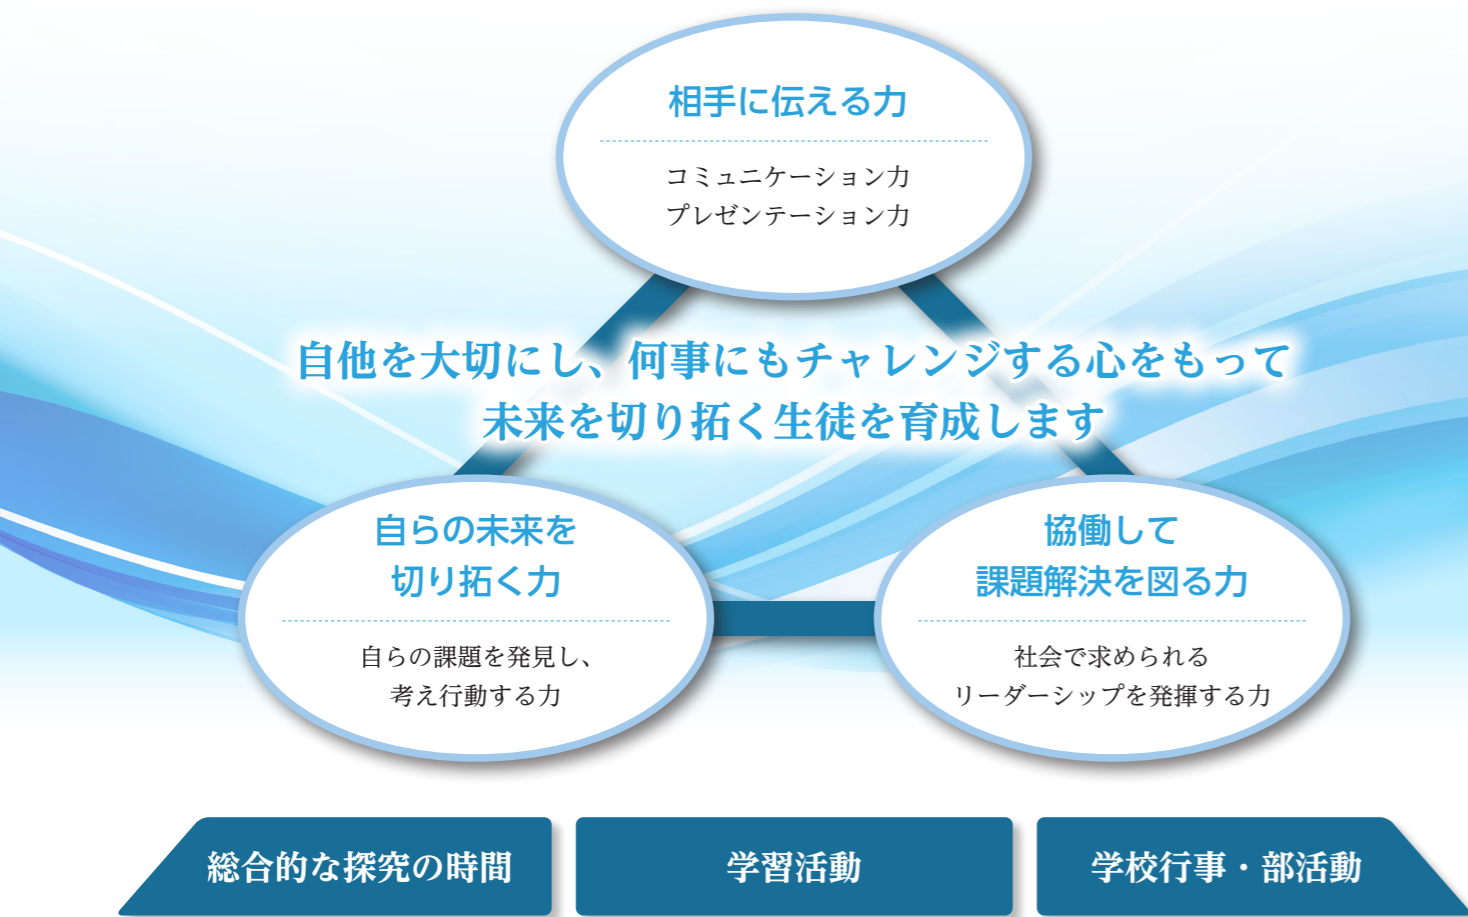 相手に伝える力
コミュニケーション力
プレゼンテーション力
自他を大切にし、何事にもチャレンジする心をもって
未来を切り拓く生徒を育成します
自らの未来を
切り拓く力
自らの課題を発見し、
考え行動する力
協働して
課題解決を図る力
社会で求められる
リーダーシップを発揮する力
総合的な探究の時間
学習活動
学校行事・部活動